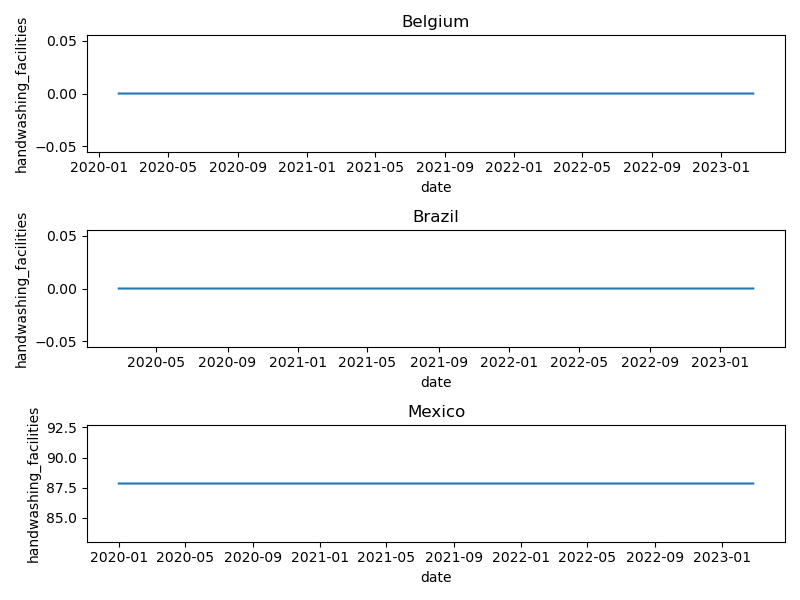 Belgium
handwashing_facilities
0.05
0.00
−0.05
2020-01 2020-05 2020-09 2021-01 2021-05 2021-09 2022-01 2022-05 2022-09 2023-01
date
Brazil
handwashing_facilities
0.05
0.00
−0.05
2020-05 2020-09 2021-01 2021-05 2021-09 2022-01 2022-05 2022-09 2023-01
date
Mexico
handwashing_facilities
92.5
90.0
87.5
85.0
2020-01 2020-05 2020-09 2021-01 2021-05 2021-09 2022-01 2022-05 2022-09 2023-01
date